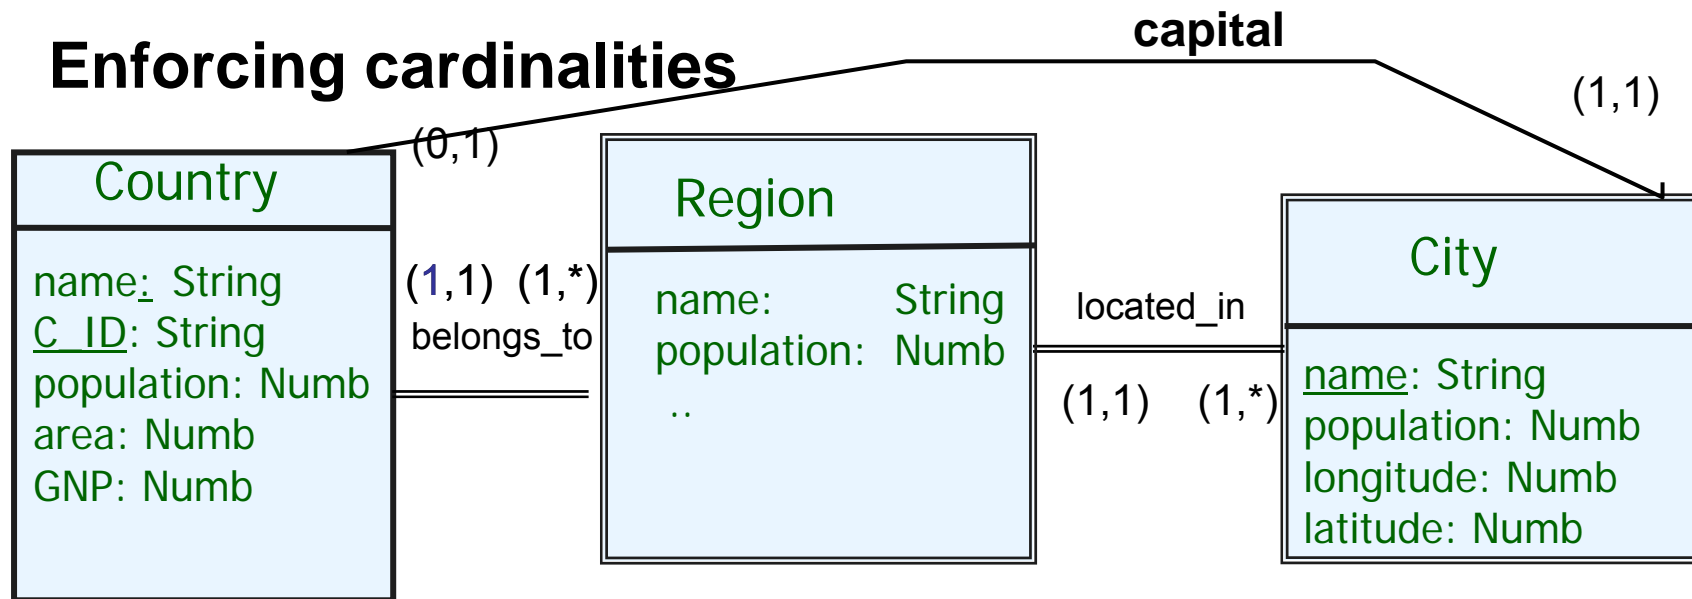 Enforcing cardinalities
capital
(0,1)
(1,1)
Country
name: String
C_ID: String
population: Numb
area: Numb
GNP: Numb
(1,1) (1,*)
belongs_to
Region
name: String
population: Numb
..
located_in
(1,1) (1,*)
City
name: String
population: Numb
longitude: Numb
latitude: Numb